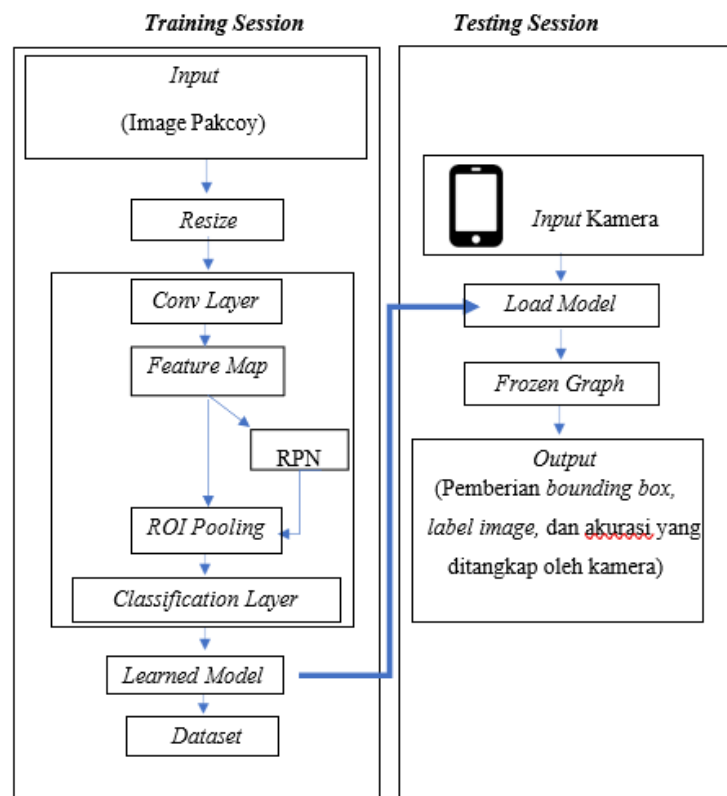 Training Session
Input
(Image Pakcoy)
Resize
Conv Layer
Feature Map
RPN
ROI Pooling
Classification Layer
Learned Model
Dataset
Testing Session
Input Kamera
Load Model
Frozen Graph
Output
(Pemberian bounding box,
label image, dan akurasi yang
ditangkap oleh kamera)